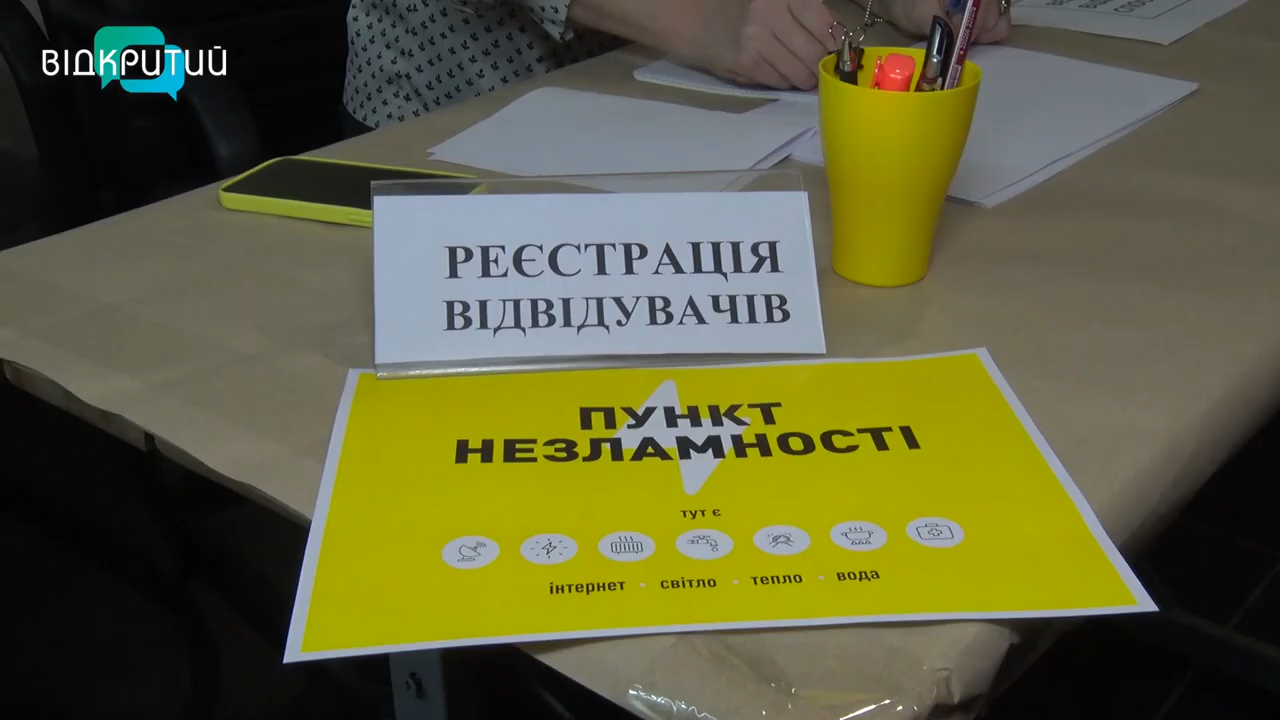 ВІДКРИТИЙ
РЕЄСТРАЦІЯ
ВІДВІДУВАЧІВ
ПУНКТ
НЕЗЛАМНОСТІ
тут є
інтернет · світло · тепло · вода